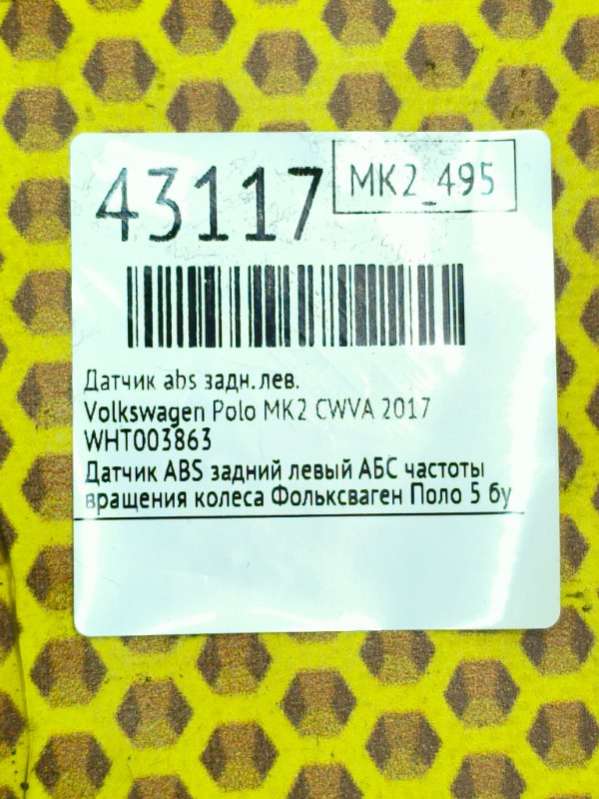 43117
MK2_495
Датчик abs задн.лев.
Volkswagen Polo MK2 CWVA 2017
WHT003863
Датчик ABS задний левый АБС частоты
вращения колеса Фольксваген Поло 5 бу